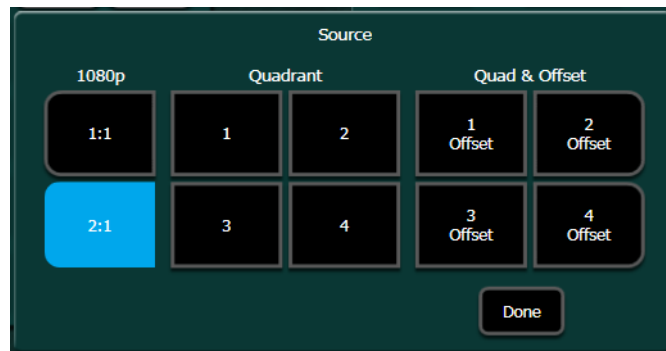 Source
1080p Quadrant Quad & Offset
1:1 1 2 1 Offset 2 Offset
2:1 3 4 3 Offset 4 Offset
Done